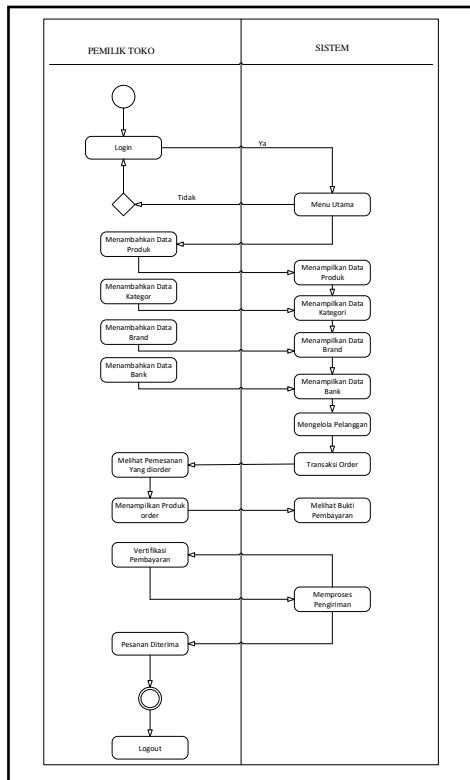 PEMILIK TOKO
SISTEM
Login
Ya
Tidak
Menu Utama
Menambahkan Data
Produk
Menampilkan Data
Produk
Menambahkan Data
Kategor
Menampilkan Data
Kategori
Menambahkan Data
Brand
Menampilkan Data
Brand
Menambahkan Data
Bank
Menampilkan Data
Bank
Mengelola Pelanggan
Melihat Pemesanan
Yang diorder
Transaksi Order
Menampilkan Produk
order
Melihat Bukti
Pembayaran
Vertifikasi
Pembayaran
Memproses
Pengiriman
Pesanan Diterima
Logout